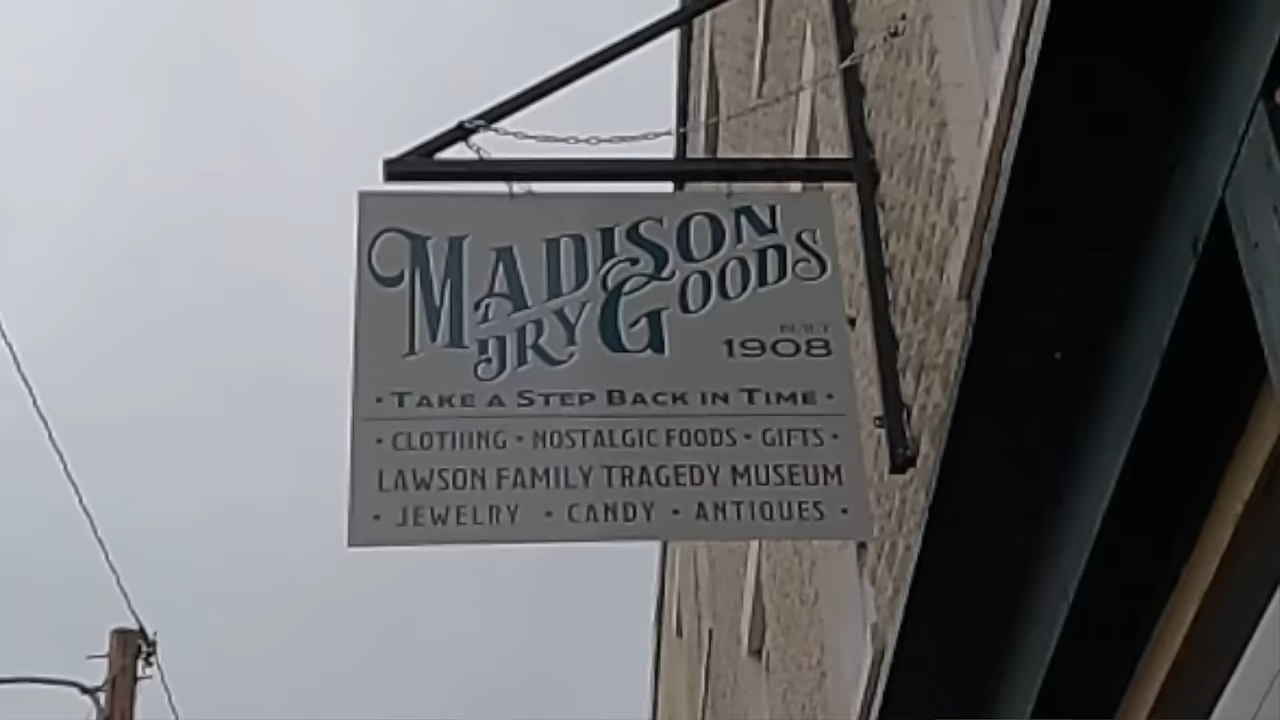 MADISON
DRY GOODS
BUILT
1908
· TAKE A STEP BACK IN TIME ·
· CLOTHING · NOSTALGIC FOODS · GIFTS ·
LAWSON FAMILY TRAGEDY MUSEUM
· JEWELRY · CANDY · ANTIQUES ·